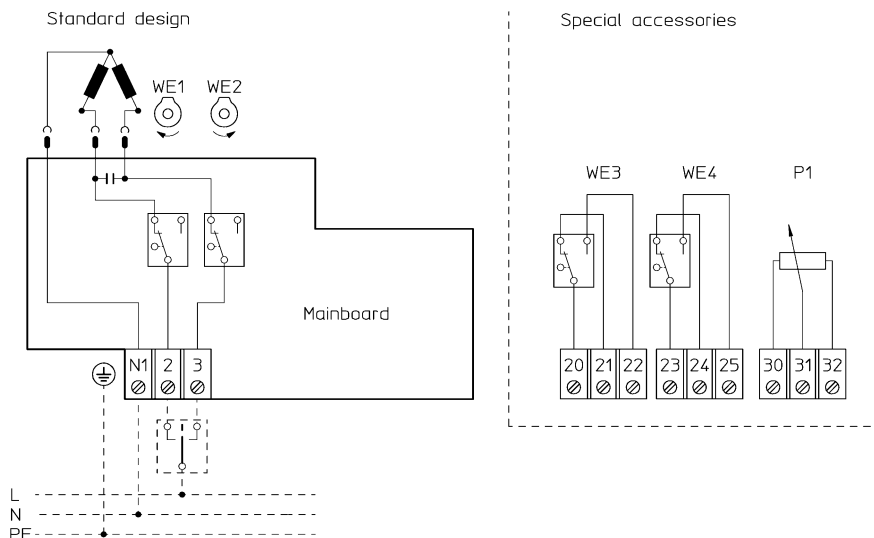 Standard design
Special accessories
WE1 WE2
WE3 WE4 P1
Mainboard
N1 2 3
20 21 22 23 24 25 30 31 32
L
N
PE